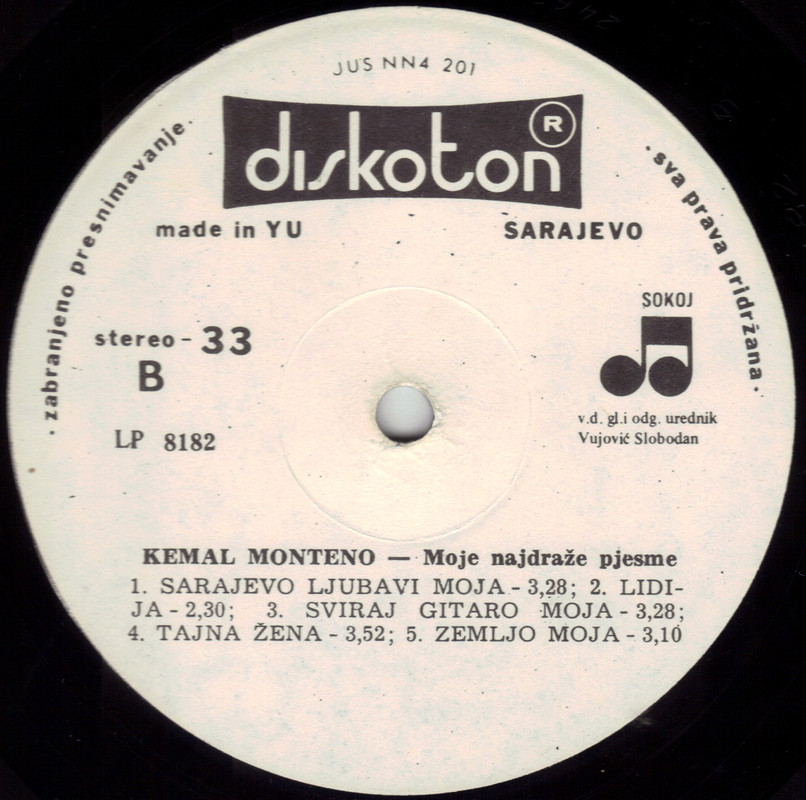 JUS NN4 201
diskoton ®
made in YU
SARAJEVO
· zabranjeno presnimavanje ·
· sva prava pridržana ·
SOKOJ
stereo - 33
B
LP 8182
v.d. gl.i odg. urednik
Vujović Slobodan
KEMAL MONTENO — Moje najdraže pjesme
1. SARAJEVO LJUBAVI MOJA - 3,28; 2. LIDI-
JA - 2,30; 3. SVIRAJ GITARO MOJA - 3,28;
4. TAJNA ŽENA - 3,52; 5. ZEMLJO MOJA - 3,10